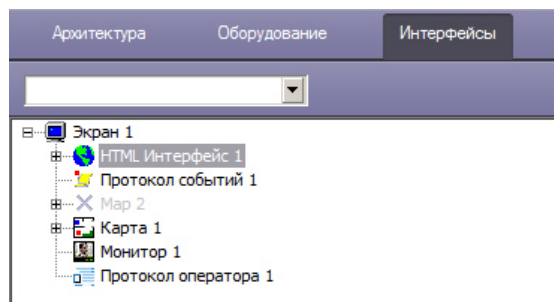 Архитектура Оборудование Интерфейсы
Экран 1
HTML Интерфейс 1
Протокол событий 1
Map 2
Карта 1
Монитор 1
Протокол оператора 1